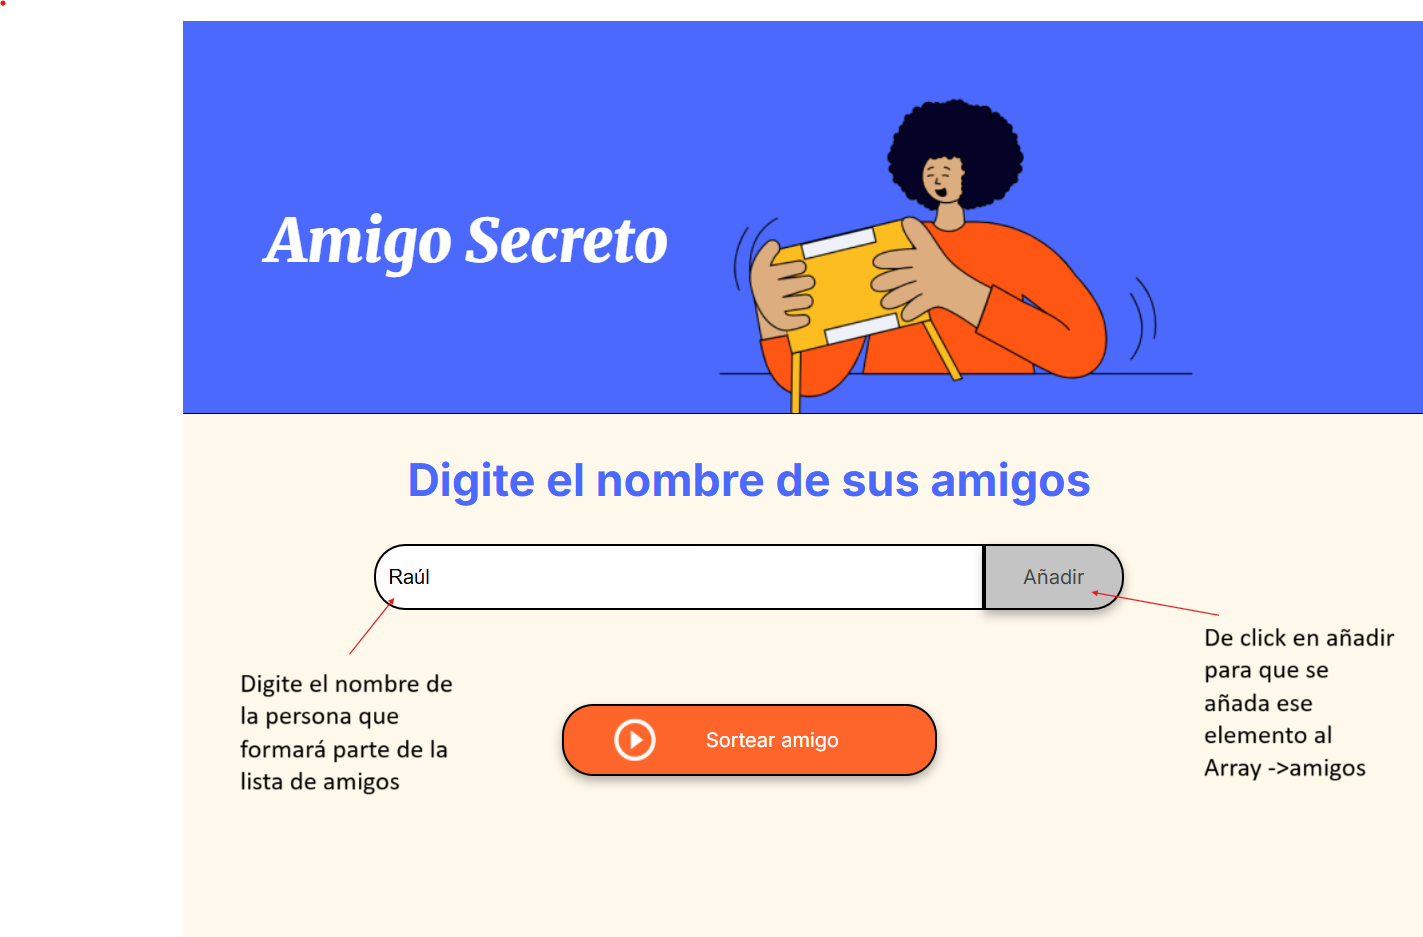 Amigo Secreto
Digite el nombre de sus amigos
Raúl
Añadir
Digite el nombre de
la persona que
formará parte de la
lista de amigos
De click en añadir
para que se
añada ese
elemento al
Array ->amigos
Sortear amigo